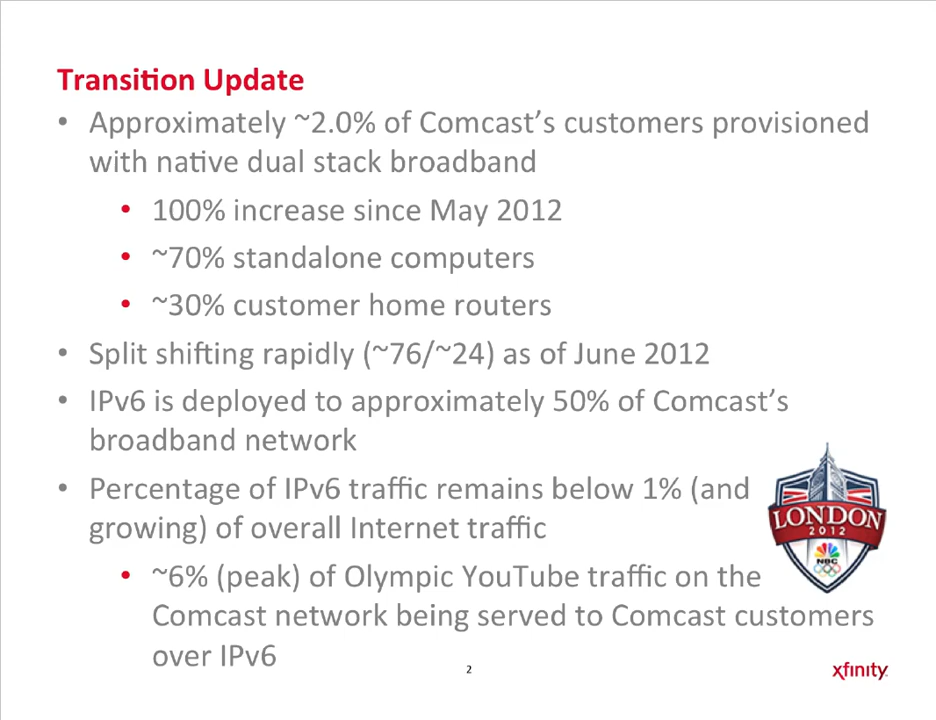 Transition Update
• Approximately ~2.0% of Comcast’s customers provisioned
with native dual stack broadband
• 100% increase since May 2012
• ~70% standalone computers
• ~30% customer home routers
• Split shifting rapidly (~76/~24) as of June 2012
• IPv6 is deployed to approximately 50% of Comcast’s
broadband network
• Percentage of IPv6 traffic remains below 1% (and
growing) of overall Internet traffic
• ~6% (peak) of Olympic YouTube traffic on the
Comcast network being served to Comcast customers
over IPv6
LONDON
2012
NBC
2
xfinity